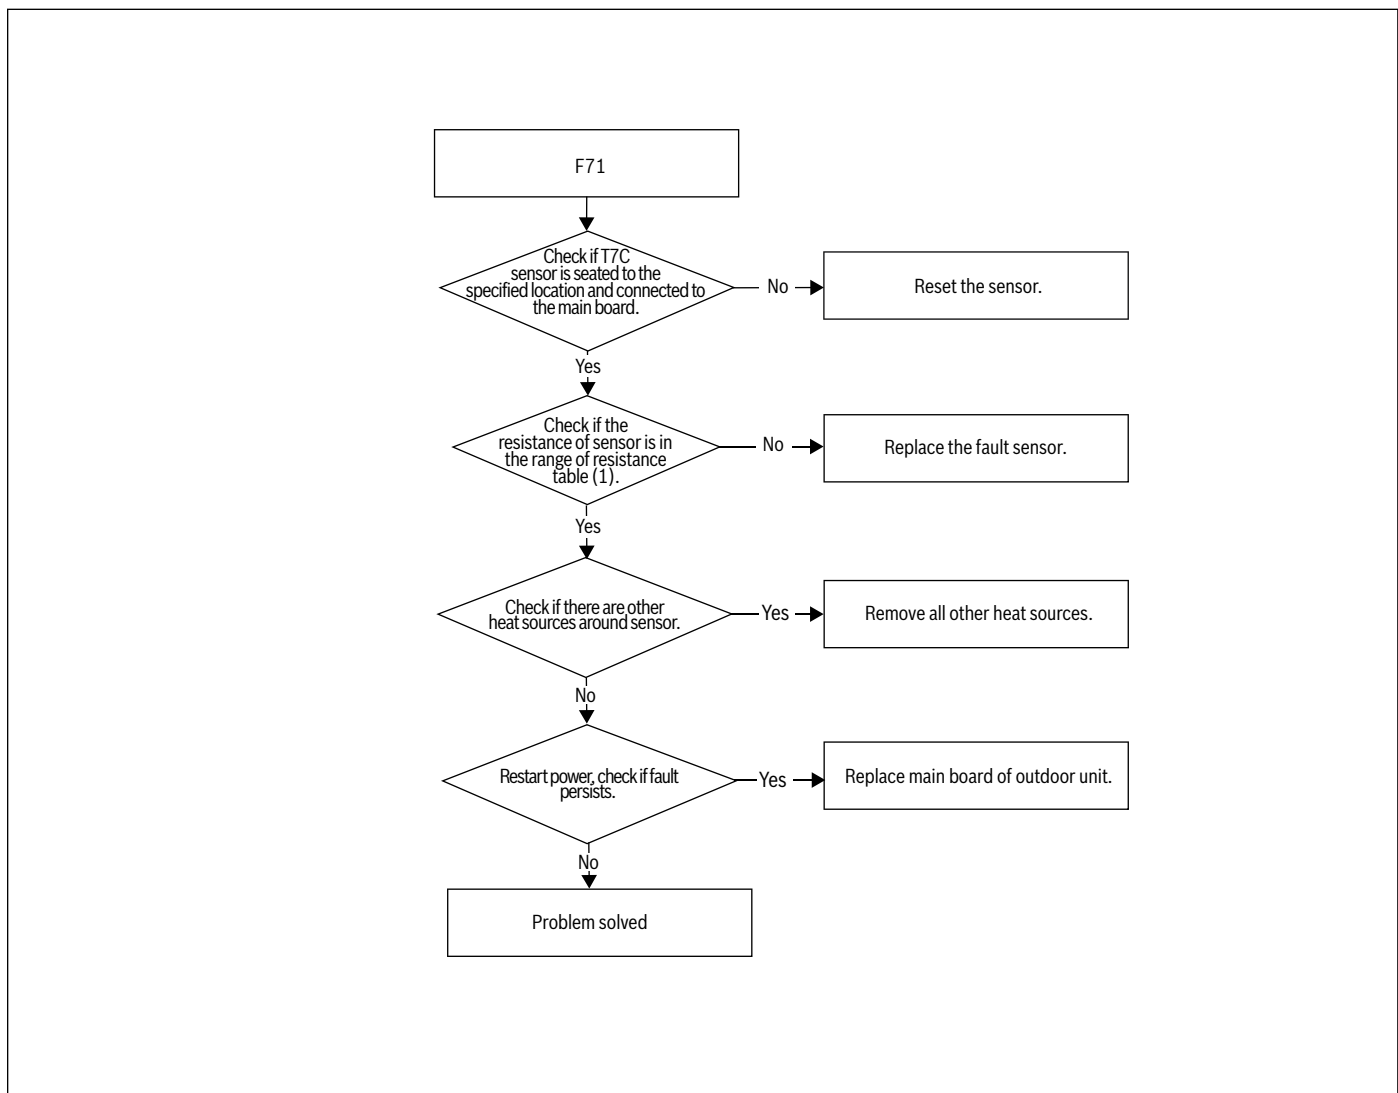 F71
Check if T7C
sensor is seated to the
specified location and connected to
the main board.
No
Reset the sensor.
Yes
Check if the
resistance of sensor is in
the range of resistance
table (1).
No
Replace the fault sensor.
Yes
Check if there are other
heat sources around sensor.
Yes
Remove all other heat sources.
No
Restart power, check if fault
persists.
Yes
Replace main board of outdoor unit.
No
Problem solved